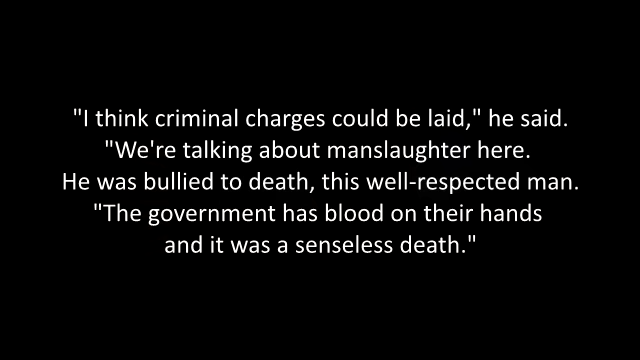 "I think criminal charges could be laid," he said.
"We're talking about manslaughter here.
He was bullied to death, this well-respected man.
"The government has blood on their hands
and it was a senseless death."